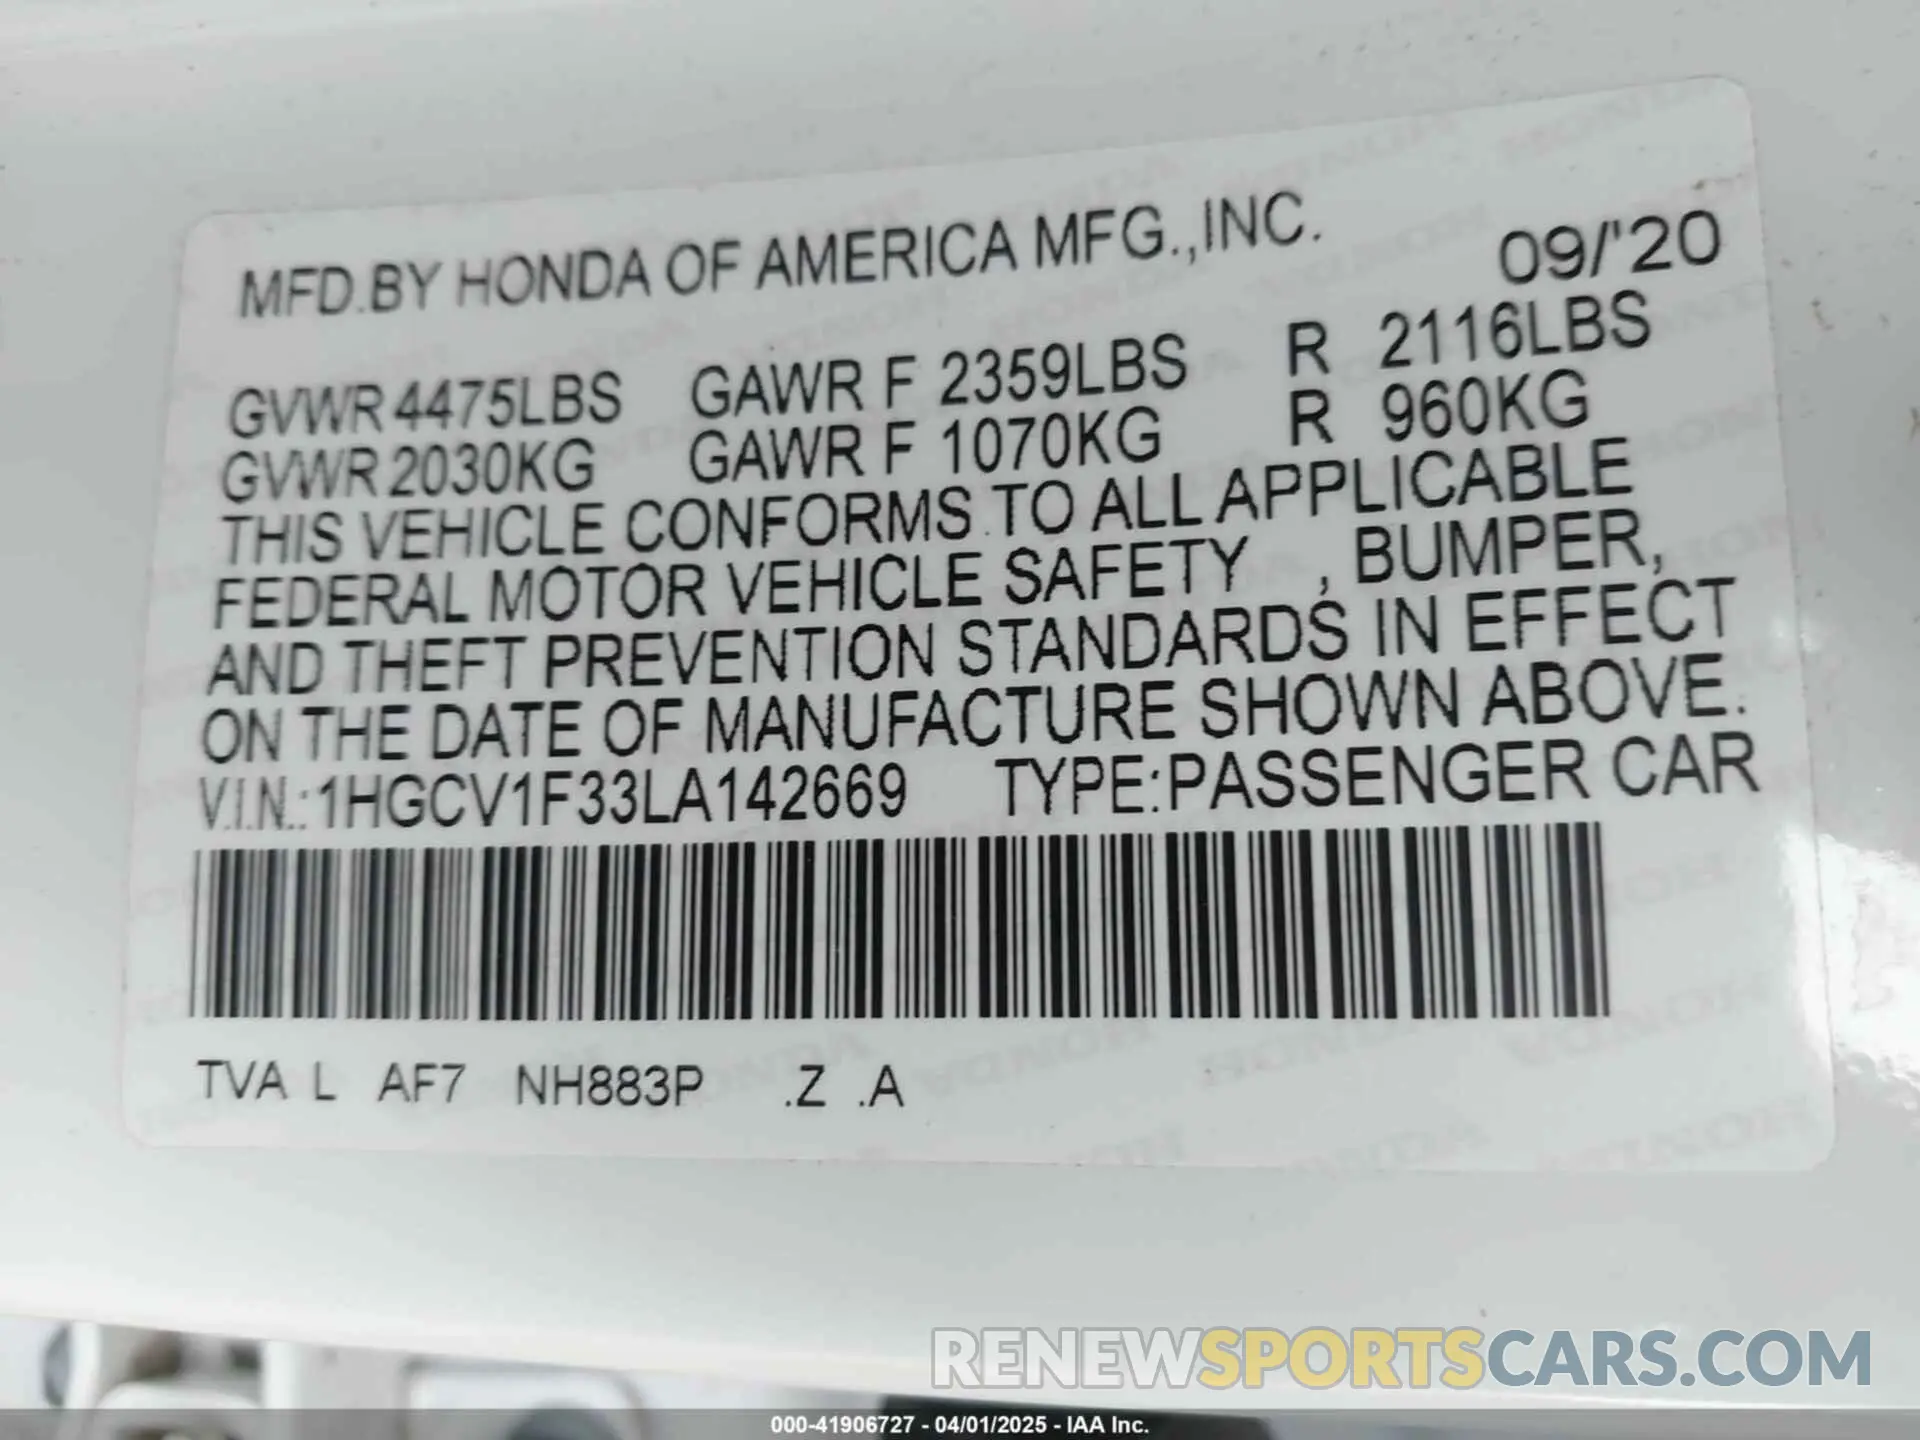 MFD.BY HONDA OF AMERICA MFG.,INC. 09/'20
GVWR 4475LBS GAWR F 2359LBS R 2116LBS
GVWR 2030KG GAWR F 1070KG R 960KG
THIS VEHICLE CONFORMS TO ALL APPLICABLE
FEDERAL MOTOR VEHICLE SAFETY , BUMPER,
AND THEFT PREVENTION STANDARDS IN EFFECT
ON THE DATE OF MANUFACTURE SHOWN ABOVE.
V.I.N.:1HGCV1F33LA142669 TYPE:PASSENGER CAR
TVA L AF7 NH883P .Z .A
RENEWSPORTSCARS.COM
000-41906727 - 04/01/2025 - IAA Inc.